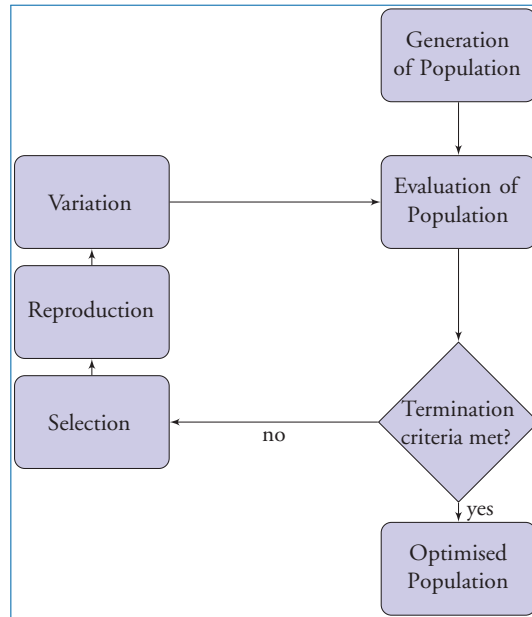 Generation
of Population
Evaluation of
Population
Variation
Reproduction
Selection
Termination
criteria met?
no
yes
Optimised
Population